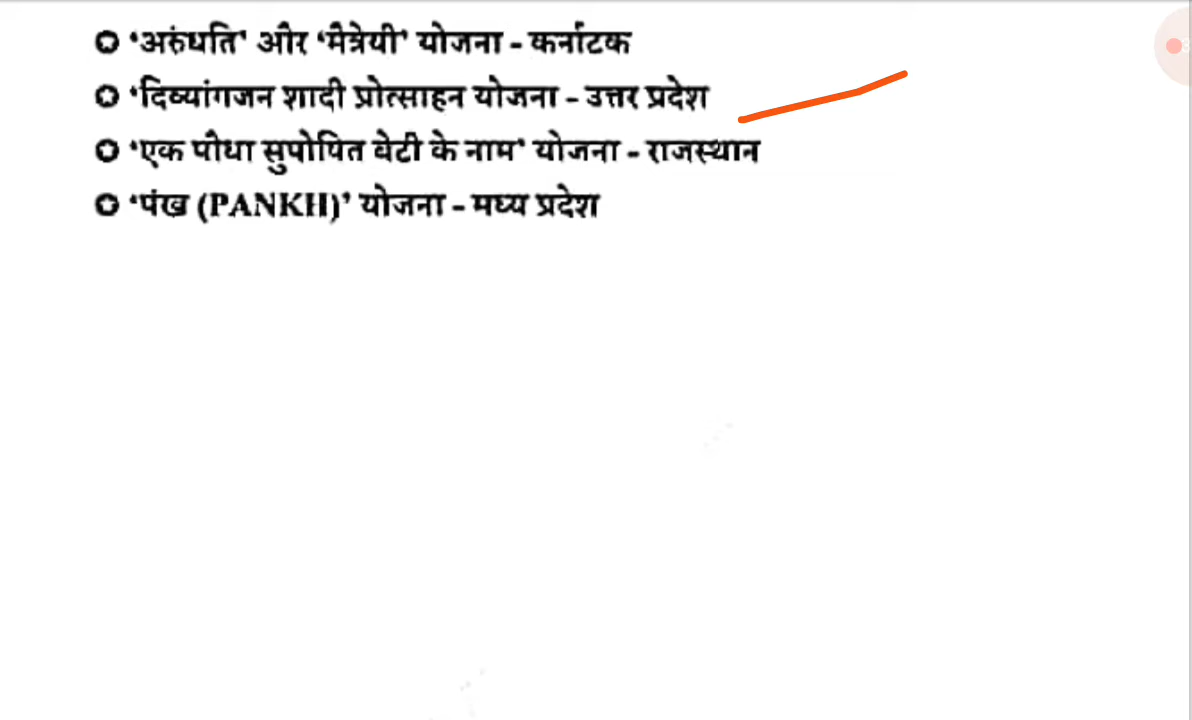 ✪ ‘अरुंधति’ और ‘मैत्रेयी’ योजना - कर्नाटक
✪ ‘दिव्यांगजन शादी प्रोत्साहन योजना - उत्तर प्रदेश
✪ ‘एक पौधा सुपोषित बेटी के नाम’ योजना - राजस्थान
✪ ‘पंख (PANKH)’ योजना - मध्य प्रदेश